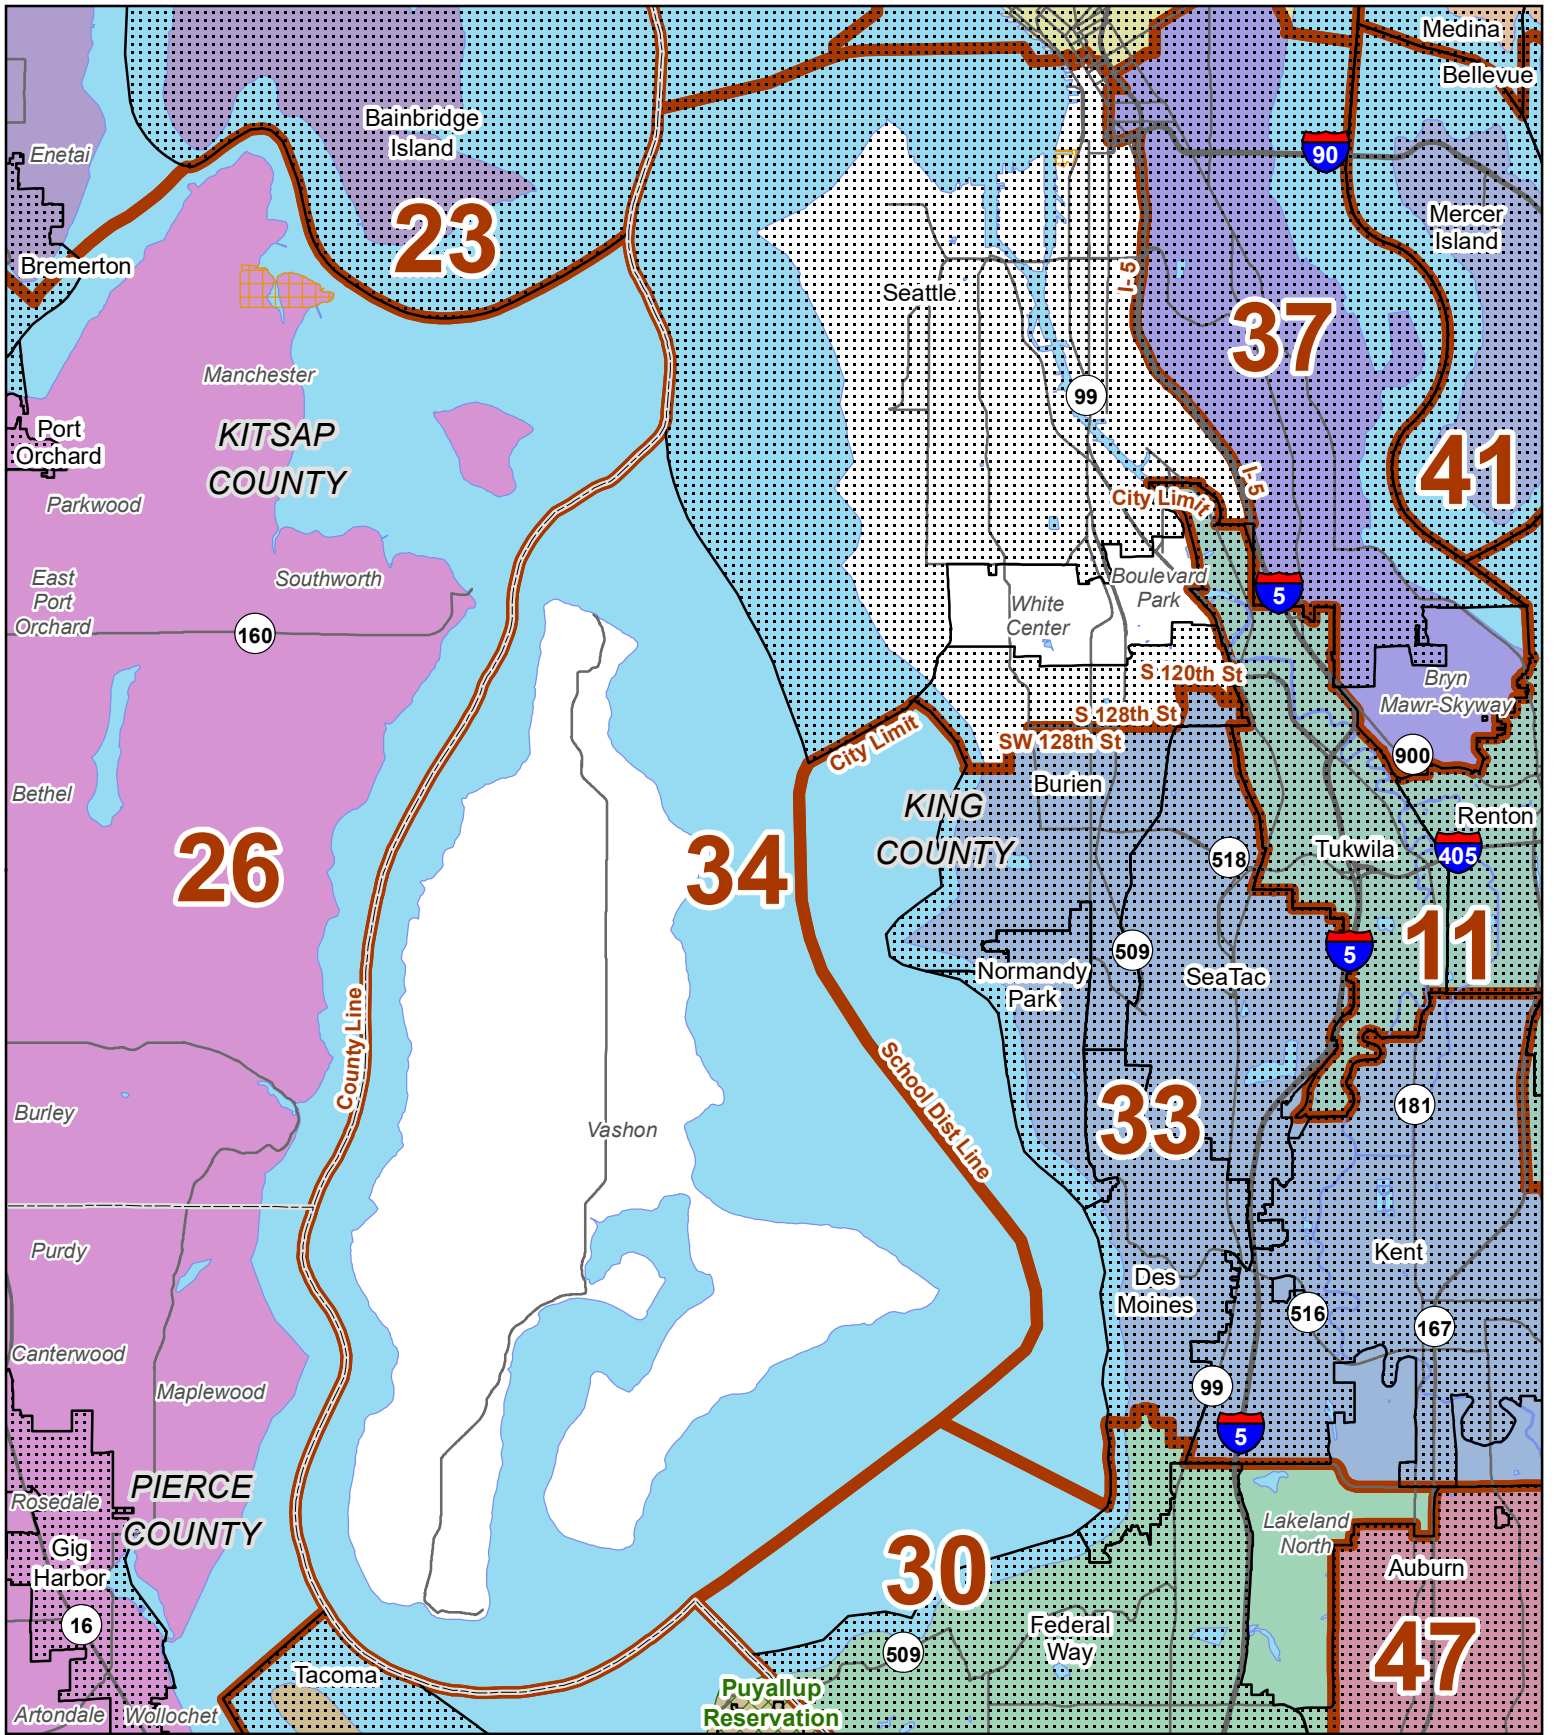 Medina
Bellevue
Bainbridge
Island
Enetai
90
23
Mercer
Island
Bremerton
I-5
Seattle
37
Manchester
99
KITSAP
COUNTY
Port
Orchard
41
I-5
Parkwood
City Limit
East
Port
Orchard
Southworth
Boulevard
Park
5
White
Center
160
S 120th St
Bryn
Mawr-Skyway
S 128th St
City Limit
SW 128th St
900
Bethel
Burien
KING
COUNTY
Renton
26
34
518
Tukwila
405
11
509
5
Normandy
Park
SeaTac
County Line
School Dist Line
Burley
Vashon
33
181
Purdy
Kent
Des
Moines
516
167
Canterwood
Maplewood
99
5
PIERCE
COUNTY
Rosedale
Lakeland
North
Gig
Harbor
30
Auburn
16
Federal
Way
509
47
Tacoma
Puyallup
Reservation
Artondale
Wollochet